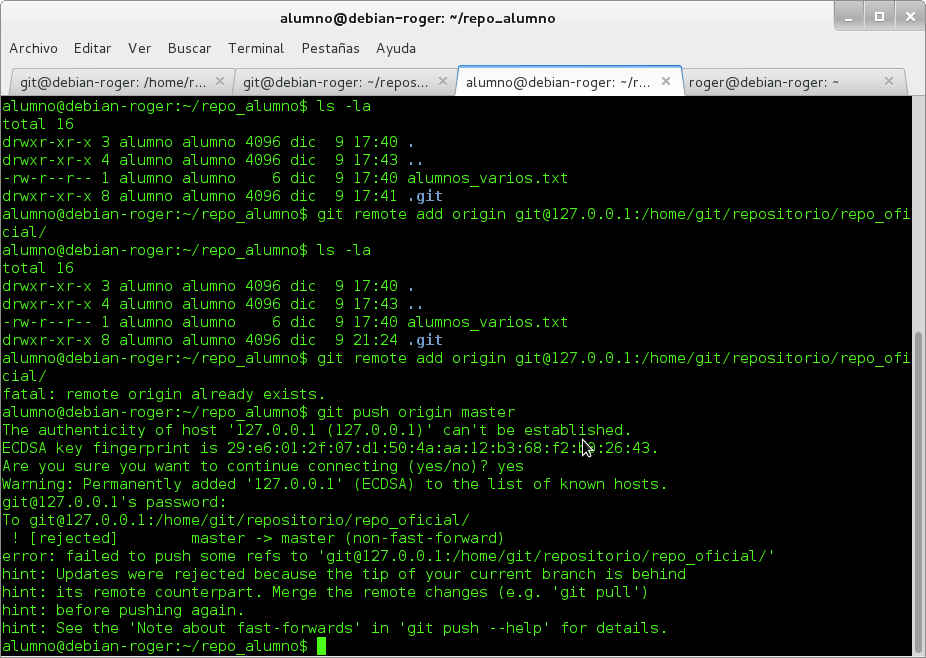 alumno@debian-roger: ~/repo_alumno
Archivo Editar Ver Buscar Terminal Pestañas Ayuda
git@debian-roger: /home/r... git@debian-roger: ~/repos... alumno@debian-roger: ~/r... roger@debian-roger: ~
alumno@debian-roger:~/repo_alumno$ ls -la
total 16
drwxr-xr-x 3 alumno alumno 4096 dic  9 17:40 .
drwxr-xr-x 4 alumno alumno 4096 dic  9 17:43 ..
-rw-r--r-- 1 alumno alumno    6 dic  9 17:40 alumnos_varios.txt
drwxr-xr-x 8 alumno alumno 4096 dic  9 17:41 .git
alumno@debian-roger:~/repo_alumno$ git remote add origin git@127.0.0.1:/home/git/repositorio/repo_ofi
cial/
alumno@debian-roger:~/repo_alumno$ ls -la
total 16
drwxr-xr-x 3 alumno alumno 4096 dic  9 17:40 .
drwxr-xr-x 4 alumno alumno 4096 dic  9 17:43 ..
-rw-r--r-- 1 alumno alumno    6 dic  9 17:40 alumnos_varios.txt
drwxr-xr-x 8 alumno alumno 4096 dic  9 21:24 .git
alumno@debian-roger:~/repo_alumno$ git remote add origin git@127.0.0.1:/home/git/repositorio/repo_ofi
cial/
fatal: remote origin already exists.
alumno@debian-roger:~/repo_alumno$ git push origin master
The authenticity of host '127.0.0.1 (127.0.0.1)' can't be established.
ECDSA key fingerprint is 29:e6:01:2f:07:d1:50:4a:aa:12:b3:68:f2: :26:43.
Are you sure you want to continue connecting (yes/no)? yes
Warning: Permanently added '127.0.0.1' (ECDSA) to the list of known hosts.
git@127.0.0.1's password:
To git@127.0.0.1:/home/git/repositorio/repo_oficial/
 ! [rejected]        master -> master (non-fast-forward)
error: failed to push some refs to 'git@127.0.0.1:/home/git/repositorio/repo_oficial/'
hint: Updates were rejected because the tip of your current branch is behind
hint: its remote counterpart. Merge the remote changes (e.g. 'git pull')
hint: before pushing again.
hint: See the 'Note about fast-forwards' in 'git push --help' for details.
alumno@debian-roger:~/repo_alumno$